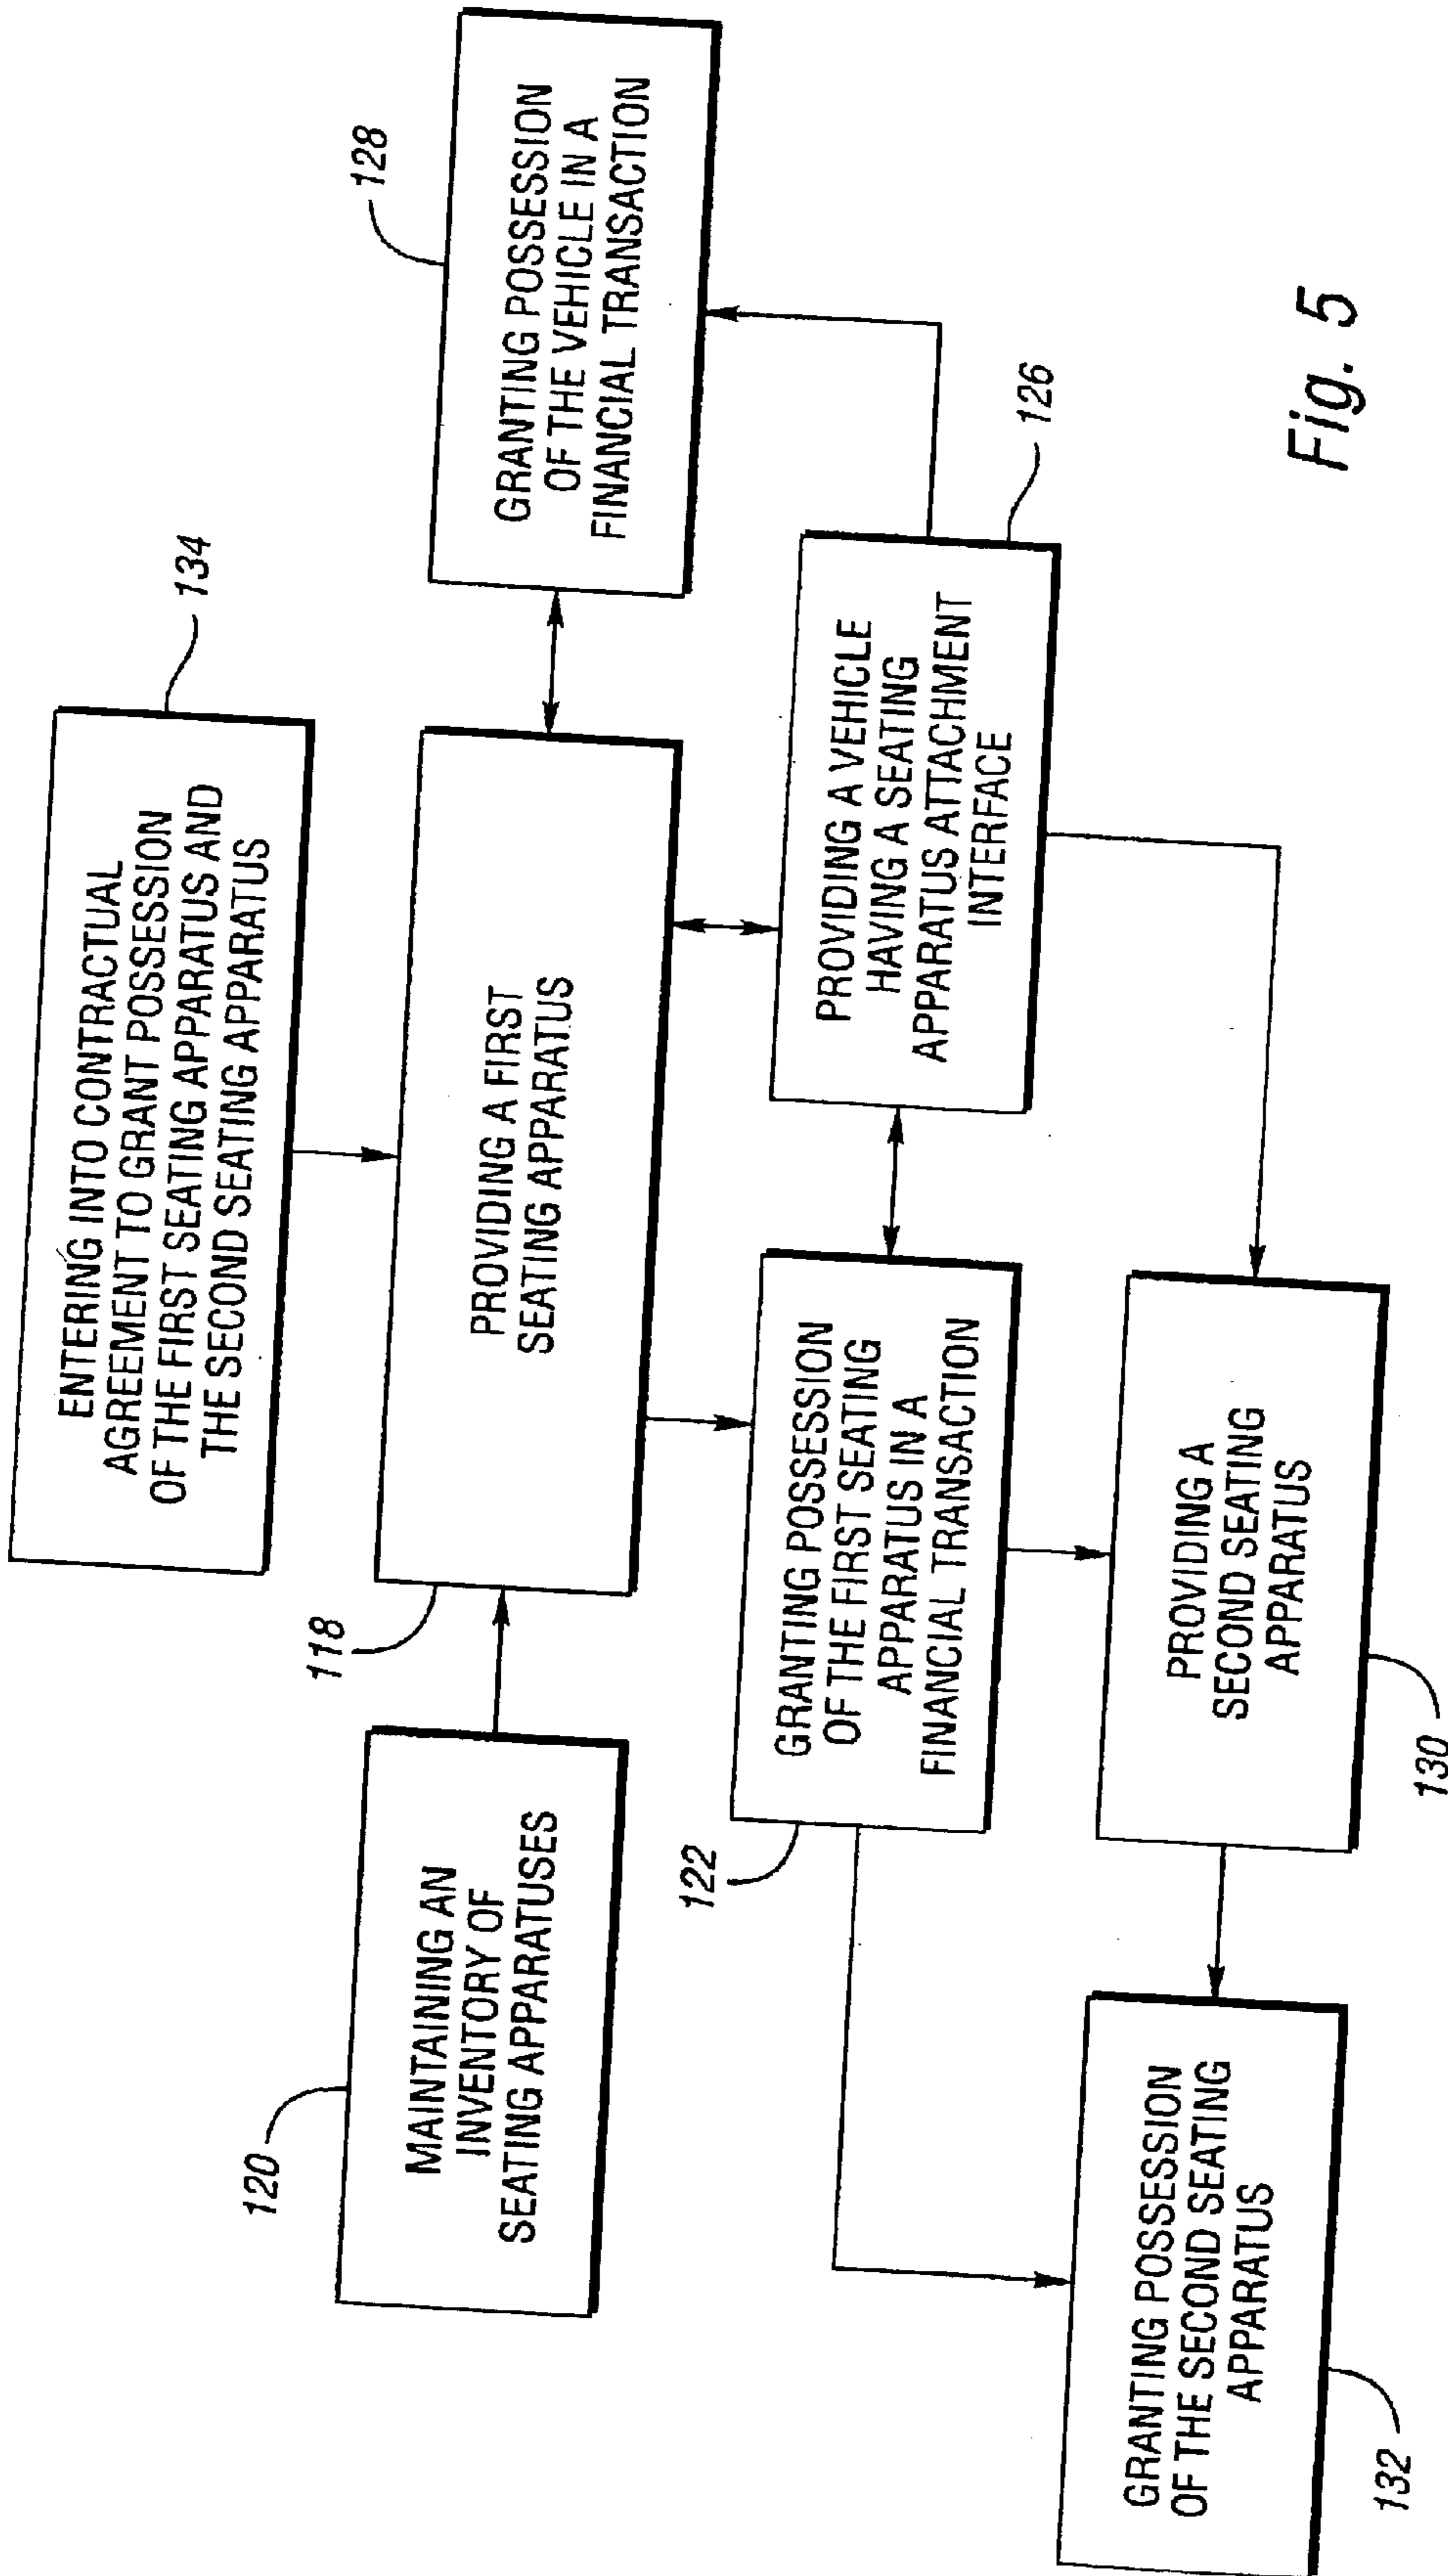 134
ENTERING INTO CONTRACTUAL
AGREEMENT TO GRANT POSSESSION
OF THE FIRST SEATING APPARATUS AND
THE SECOND SEATING APPARATUS
120
MAINTAINING AN
INVENTORY OF
SEATING APPARATUSES
118
PROVIDING A FIRST
SEATING APPARATUS
128
GRANTING POSSESSION
OF THE VEHICLE IN A
FINANCIAL TRANSACTION
122
GRANTING POSSESSION
OF THE FIRST SEATING
APPARATUS IN A
FINANCIAL TRANSACTION
126
PROVIDING A VEHICLE
HAVING A SEATING
APPARATUS ATTACHMENT
INTERFACE
132
GRANTING POSSESSION
OF THE SECOND SEATING
APPARATUS
130
PROVIDING A
SECOND SEATING
APPARATUS
Fig. 5